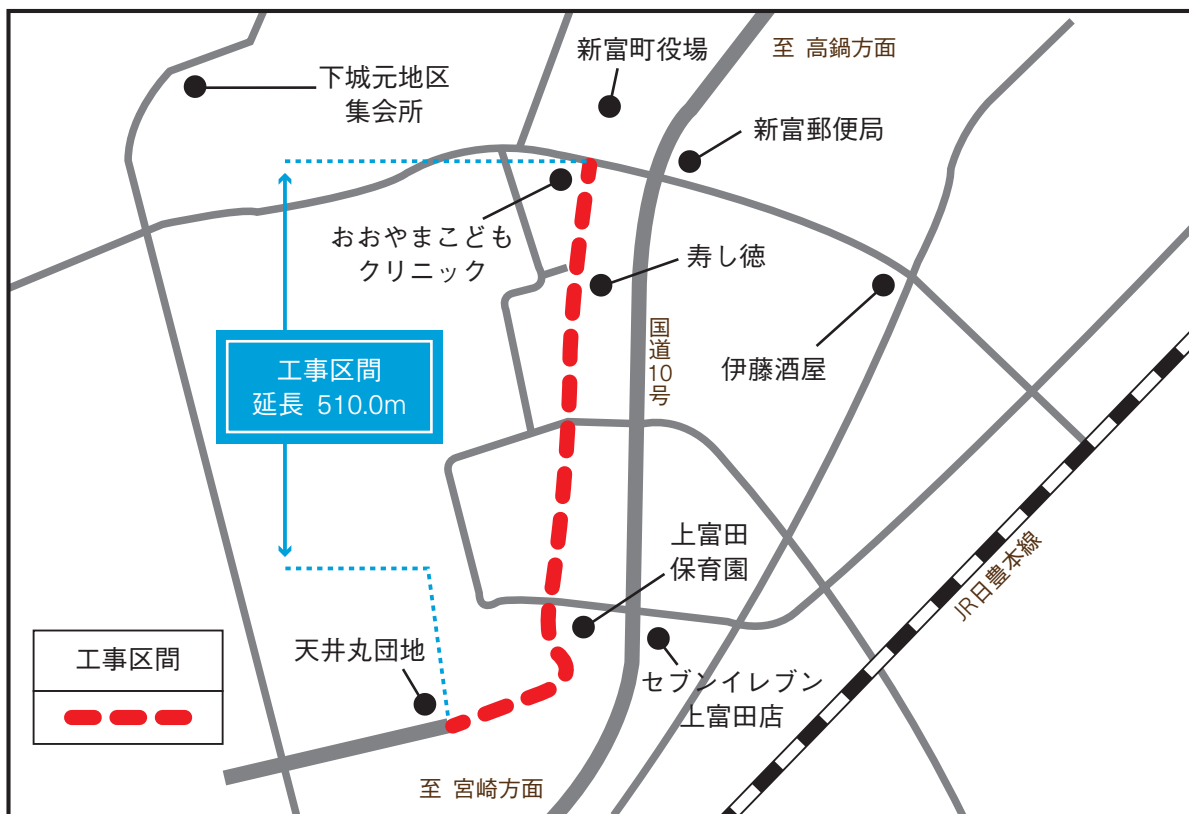 新富町役場
至 高鍋方面
下城元地区
集会所
新富郵便局
おおやまこども
クリニック
寿し徳
国道10号
伊藤酒屋
工事区間
延長 510.0m
上富田
保育園
JR日豊本線
天井丸団地
工事区間
セブンイレブン
上富田店
至 宮崎方面